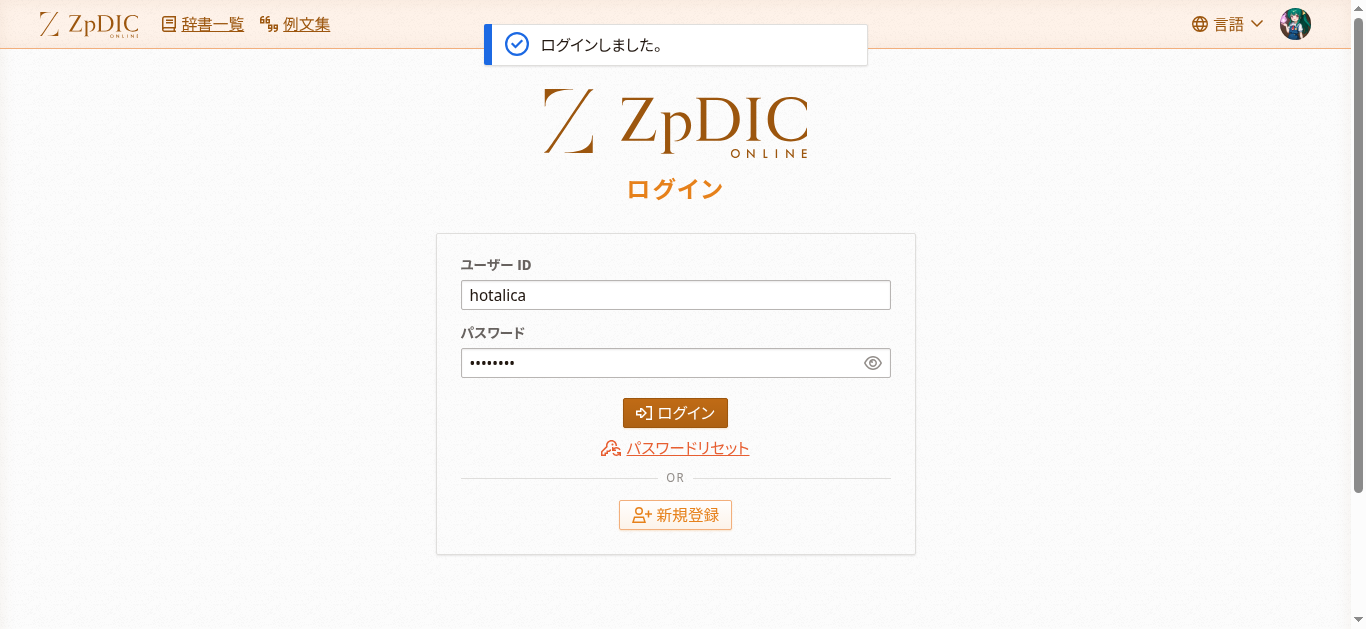 ZpDIC ONLINE 辞書一覧 例文集 言語
ログインしました。
ZpDIC
ONLINE
ログイン
ユーザー ID
hotalica
パスワード
••••••••
ログイン
パスワードリセット
OR
新規登録